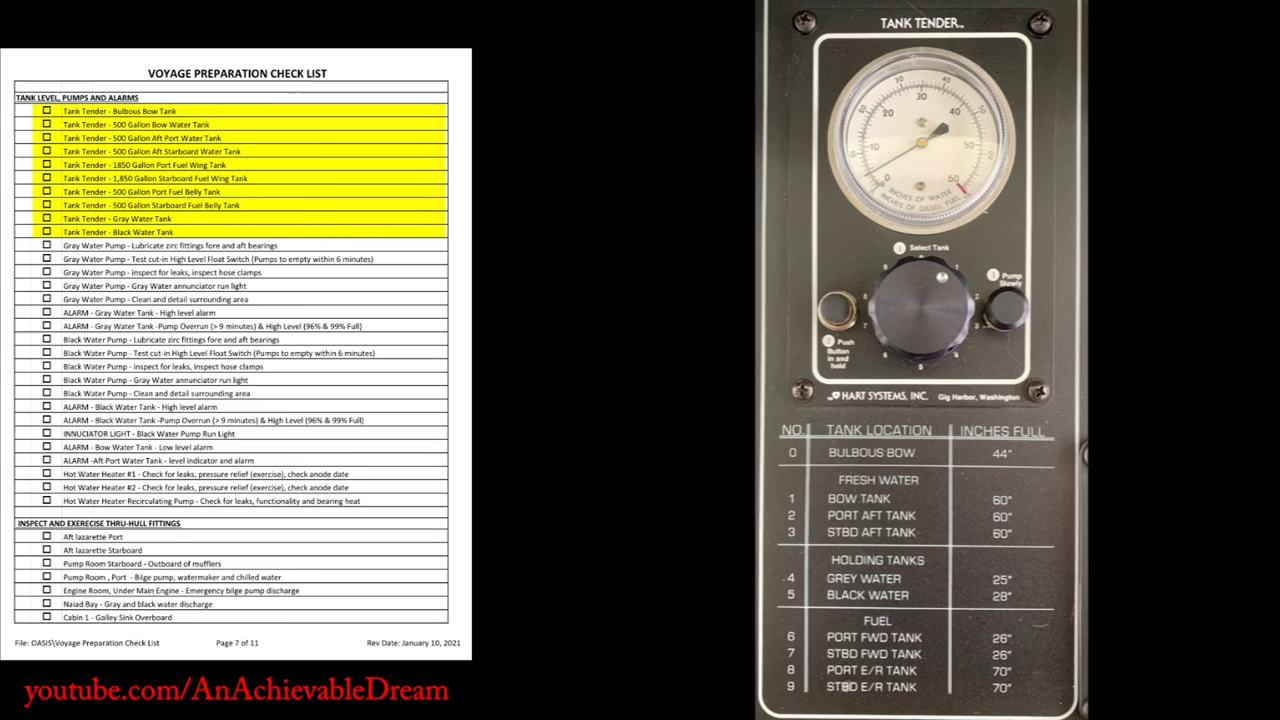 VOYAGE PREPARATION CHECK LIST
TANK LEVEL, PUMPS AND ALARMS
Tank Tender - Bulbous Bow Tank
Tank Tender - 500 Gallon Bow Water Tank
Tank Tender - 500 Gallon Aft Port Water Tank
Tank Tender - 500 Gallon Aft Starboard Water Tank
Tank Tender - 1850 Gallon Port Fuel Wing Tank
Tank Tender - 1,850 Gallon Starboard Fuel Wing Tank
Tank Tender - 500 Gallon Port Fuel Belly Tank
Tank Tender - 500 Gallon Starboard Fuel Belly Tank
Tank Tender - Gray Water Tank
Tank Tender - Black Water Tank
Gray Water Pump - Lubricate zirc fittings fore and aft bearings
Gray Water Pump - Test cut-in High Level Float Switch (Pumps to empty within 6 minutes)
Gray Water Pump - inspect for leaks, inspect hose clamps
Gray Water Pump - Gray Water annunciator run light
Gray Water Pump - Clean and detail surrounding area
ALARM - Gray Water Tank - High level alarm
ALARM - Gray Water Tank -Pump Overrun (> 9 minutes) & High Level (96% & 99% Full)
Black Water Pump - Lubricate zirc fittings fore and aft bearings
Black Water Pump - Test cut-in High Level Float Switch (Pumps to empty within 6 minutes)
Black Water Pump - inspect for leaks, inspect hose clamps
Black Water Pump - Gray Water annunciator run light
Black Water Pump - Clean and detail surrounding area
ALARM - Black Water Tank - High level alarm
ALARM - Black Water Tank -Pump Overrun (> 9 minutes) & High Level (96% & 99% Full)
INNUCIATOR LIGHT - Black Water Pump Run Light
ALARM - Bow Water Tank - Low level alarm
ALARM -Aft Port Water Tank - level indicator and alarm
Hot Water Heater #1 - Check for leaks, pressure relief (exercise), check anode date
Hot Water Heater #2 - Check for leaks, pressure relief (exercise), check anode date
Hot Water Heater Recirculating Pump - Check for leaks, functionality and bearing heat
INSPECT AND EXERECISE THRU-HULL FITTINGS
Aft lazarette Port
Aft lazarette Starboard
Pump Room Starboard - Outboard of mufflers
Pump Room , Port - Bilge pump, watermaker and chilled water
Engine Room, Under Main Engine - Emergency bilge pump discharge
Naiad Bay - Gray and black water discharge
Cabin 1 - Galley Sink Overboard
File: OASIS\Voyage Preparation Check List Page 7 of 11 Rev Date: January 10, 2021
youtube.com/AnAchievableDream
TANK TENDER
30 40
30
20 40
10 50
0 60
INCHES OF WATER
INCHES OF DIESEL FUEL
Select Tank
1 Pump Slowly
2 Push Button in and hold
1
2
3
4
5
6
7
8
9
HART SYSTEMS, INC. Gig Harbor, Washington
NO. TANK LOCATION INCHES FULL
0 BULBOUS BOW 44"
FRESH WATER
1 BOW TANK 60"
2 PORT AFT TANK 60"
3 STBD AFT TANK 60"
HOLDING TANKS
4 GREY WATER 25"
5 BLACK WATER 28"
FUEL
6 PORT FWD TANK 26"
7 STBD FWD TANK 26"
8 PORT E/R TANK 70"
9 STBD E/R TANK 70"